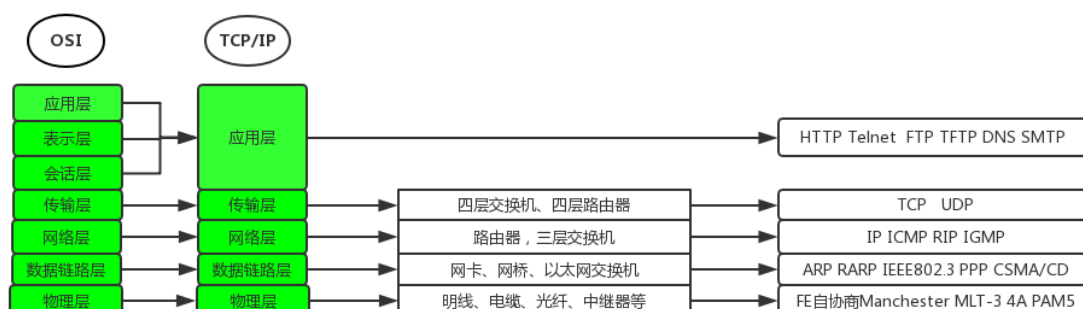 OSI
TCP/IP
应用层
表示层
会话层
应用层
HTTP Telnet FTP TFTP DNS SMTP
传输层
传输层
四层交换机、四层路由器
TCP UDP
网络层
网络层
路由器，三层交换机
IP ICMP RIP IGMP
数据链路层
数据链路层
网卡、网桥、以太网交换机
ARP RARP IEEE802.3 PPP CSMA/CD
物理层
物理层
明线、电缆、光纤、中继器等
FE自协商Manchester MLT-3 4A PAM5